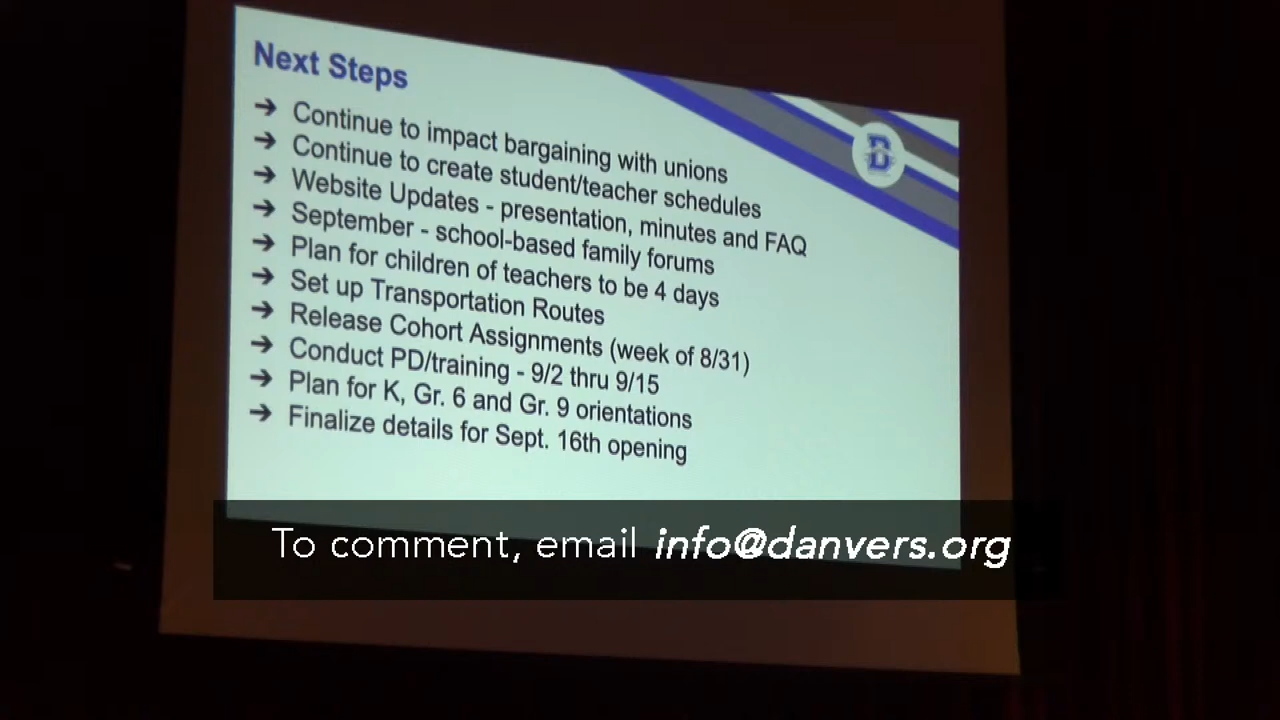 Next Steps
➔ Continue to impact bargaining with unions
➔ Continue to create student/teacher schedules
➔ Website Updates - presentation, minutes and FAQ
➔ September - school-based family forums
➔ Plan for children of teachers to be 4 days
➔ Set up Transportation Routes
➔ Release Cohort Assignments (week of 8/31)
➔ Conduct PD/training - 9/2 thru 9/15
➔ Plan for K, Gr. 6 and Gr. 9 orientations
➔ Finalize details for Sept. 16th opening
D
To comment, email info@danvers.org